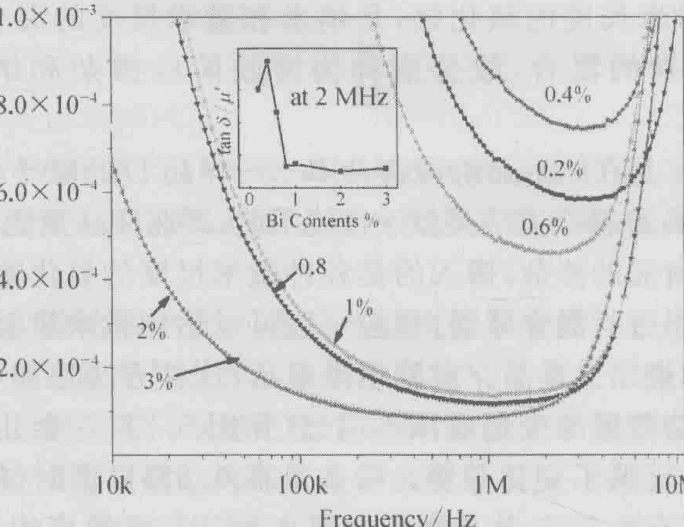 1.0×10⁻³
8.0×10⁻⁴
6.0×10⁻⁴
4.0×10⁻⁴
2.0×10⁻⁴
tan δ/μ'
at 2 MHz
0 1 2 3
Bi Contents %
0.4%
0.2%
0.6%
0,8
1%
2%
3%
10k 100k 1M 10M
Frequency/Hz